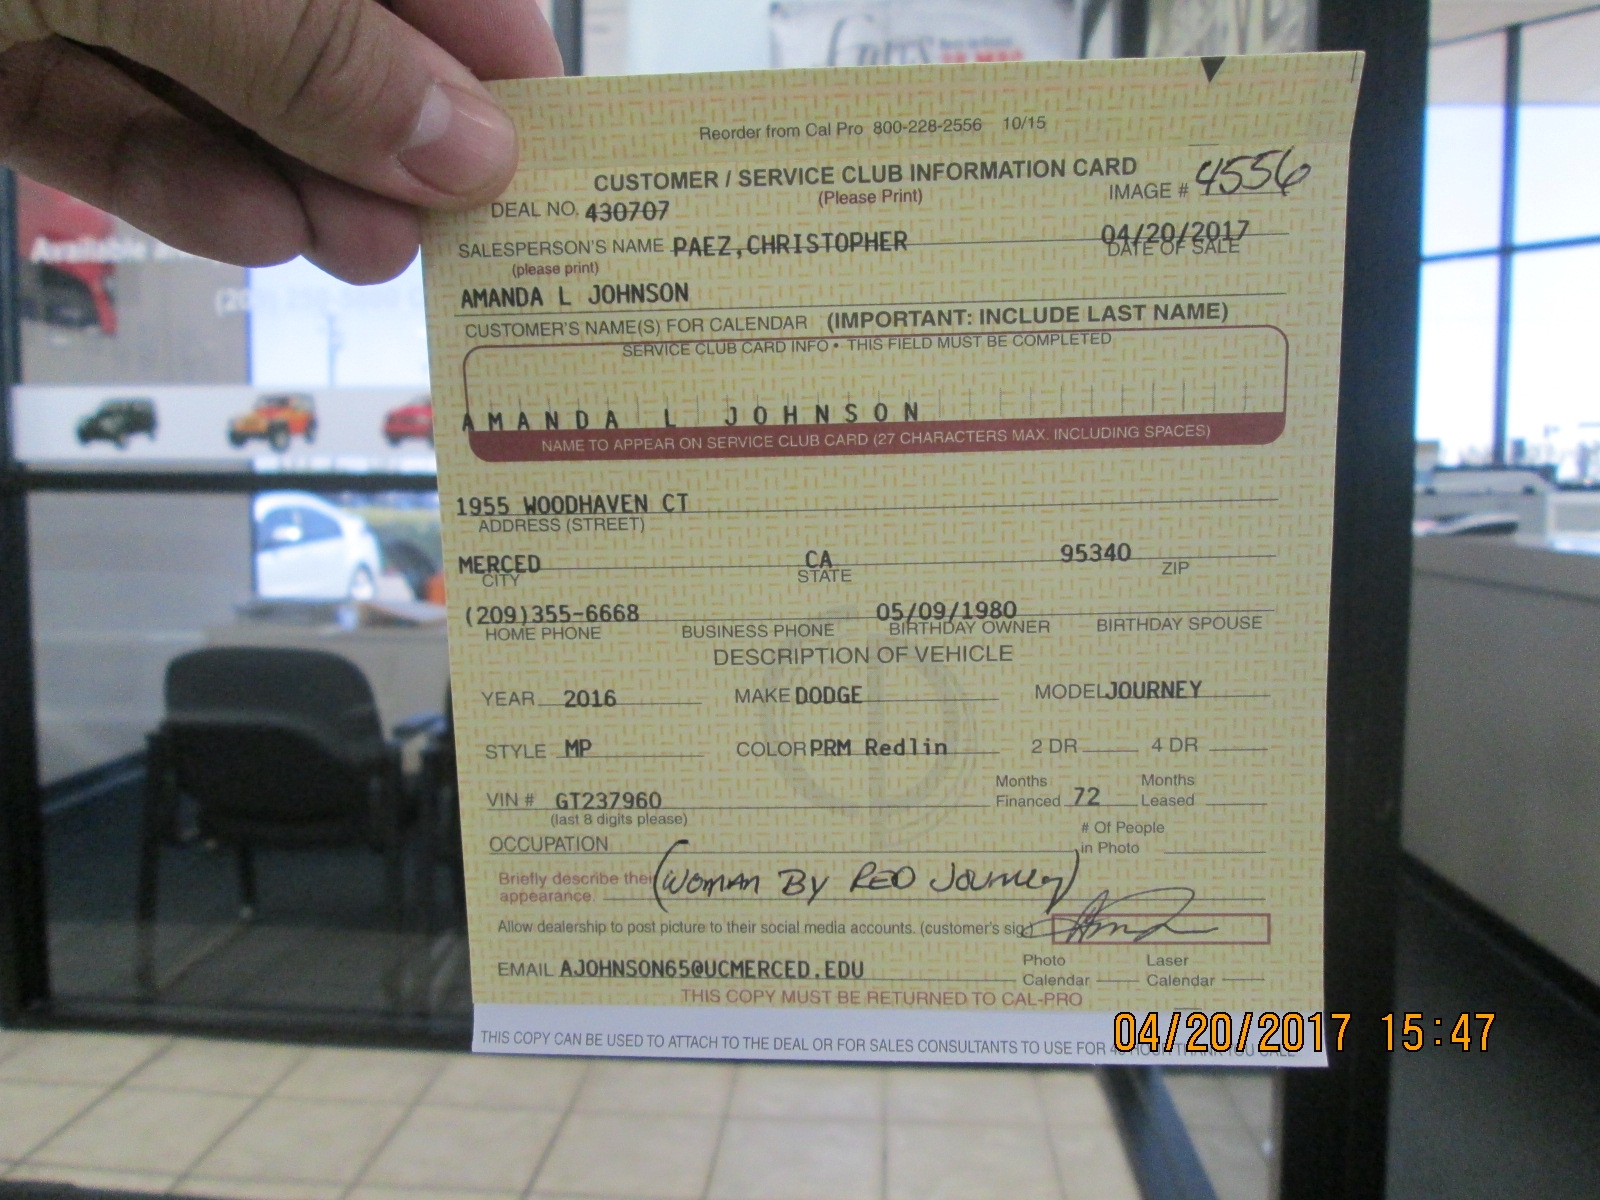 Reorder from Cal Pro 800-228-2556 10/15
CUSTOMER / SERVICE CLUB INFORMATION CARD
(Please Print)
IMAGE # 4556
DEAL NO. 430707
SALESPERSON'S NAME PAEZ,CHRISTOPHER 04/20/2017
(please print) DATE OF SALE
AMANDA L JOHNSON
CUSTOMER'S NAME(S) FOR CALENDAR (IMPORTANT: INCLUDE LAST NAME)
SERVICE CLUB CARD INFO • THIS FIELD MUST BE COMPLETED
AMANDA L JOHNSON
NAME TO APPEAR ON SERVICE CLUB CARD (27 CHARACTERS MAX. INCLUDING SPACES)
1955 WOODHAVEN CT
ADDRESS (STREET)
MERCED CA 95340
CITY STATE ZIP
(209)355-6668 05/09/1980
HOME PHONE BUSINESS PHONE BIRTHDAY OWNER BIRTHDAY SPOUSE
DESCRIPTION OF VEHICLE
YEAR 2016 MAKE DODGE MODEL JOURNEY
STYLE MP COLOR PRM Redlin 2 DR 4 DR
VIN # GT237960 Months Financed 72 Months Leased
(last 8 digits please)
OCCUPATION # Of People in Photo
Briefly describe their appearance. (WOMAN BY RED JOURNEY)
Allow dealership to post picture to their social media accounts. (customer's sig
EMAIL AJOHNSON65@UCMERCED.EDU Photo Calendar Laser Calendar
THIS COPY MUST BE RETURNED TO CAL-PRO
THIS COPY CAN BE USED TO ATTACH TO THE DEAL OR FOR SALES CONSULTANTS TO USE FOR 48 HOUR THANK YOU CALL
04/20/2017 15:47
Available